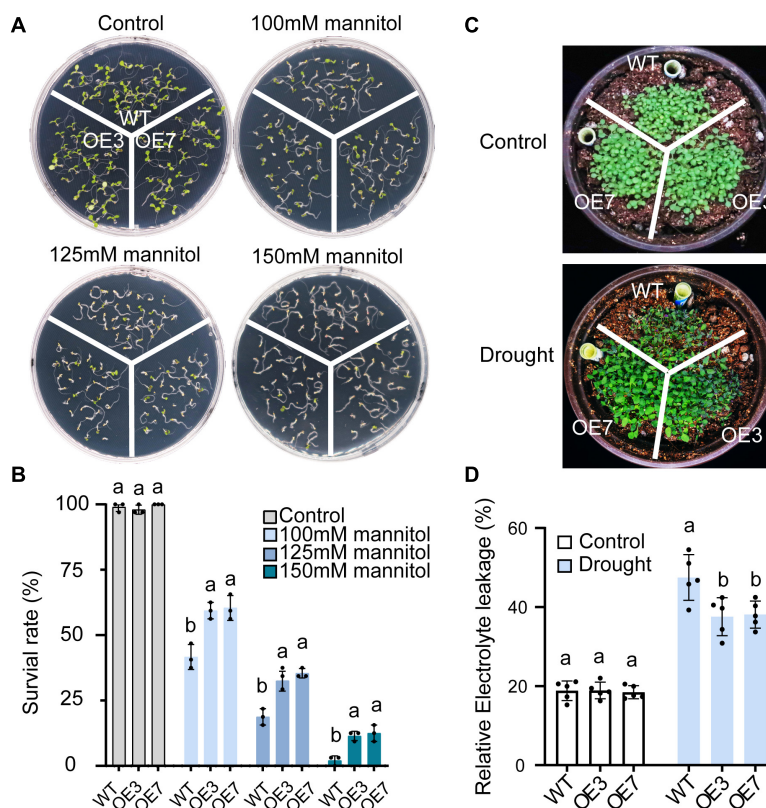 A
Control
100mM mannitol
WT
OE3 OE7
125mM mannitol
150mM mannitol
C
WT
Control
OE7
OE3
WT
Drought
OE7
OE3
B
a a a
100
75
50
25
0
Survial rate (%)
Control
100mM mannitol
125mM mannitol
150mM mannitol
b a a
b a a
b a a
WT OE3 OE7 WT OE3 OE7 WT OE3 OE7 WT OE3 OE7
D
60
40
20
0
Relative Electrolyte leakage (%)
Control
Drought
a a a
a b b
WT OE3 OE7 WT OE3 OE7